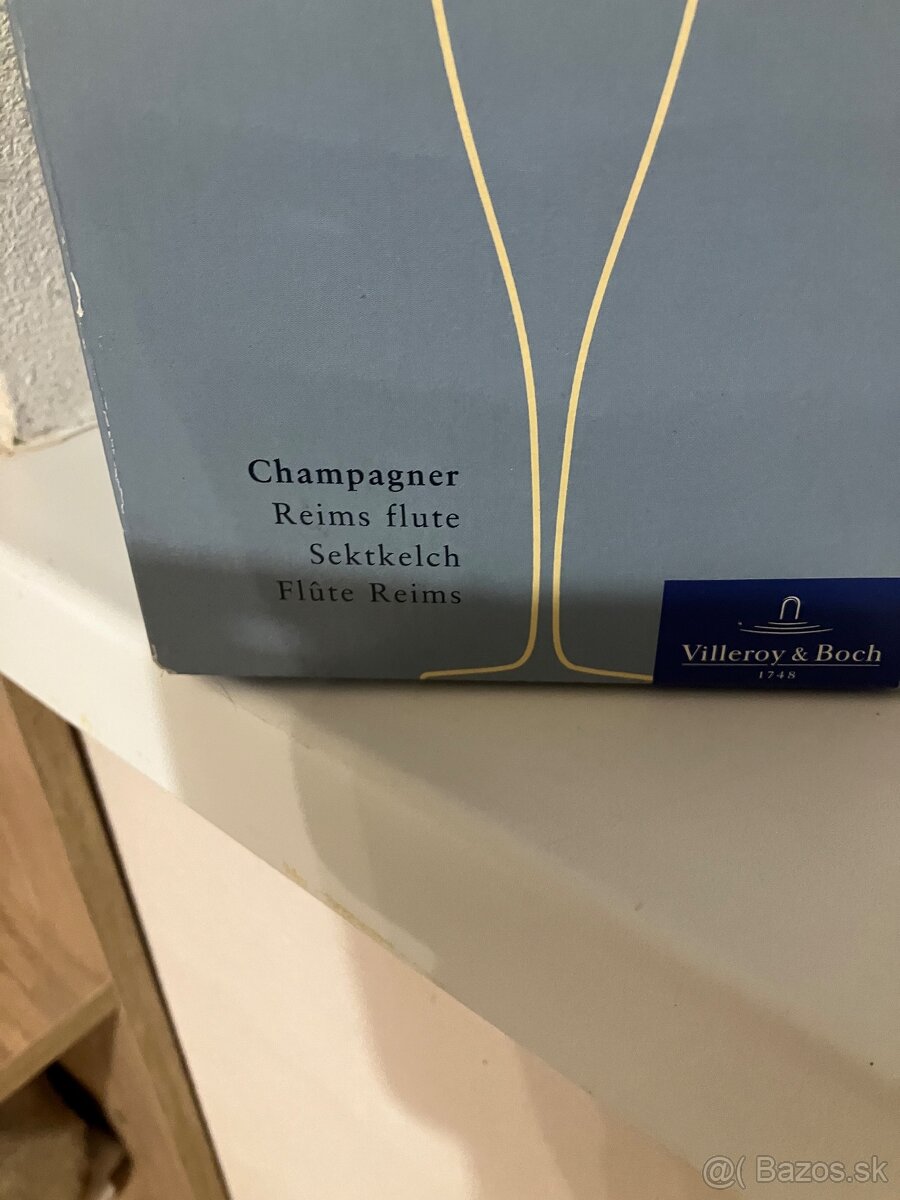 Champagner
Reims flute
Sektkelch
Flûte Reims
Villeroy & Boch
1748
@( Bazos.sk